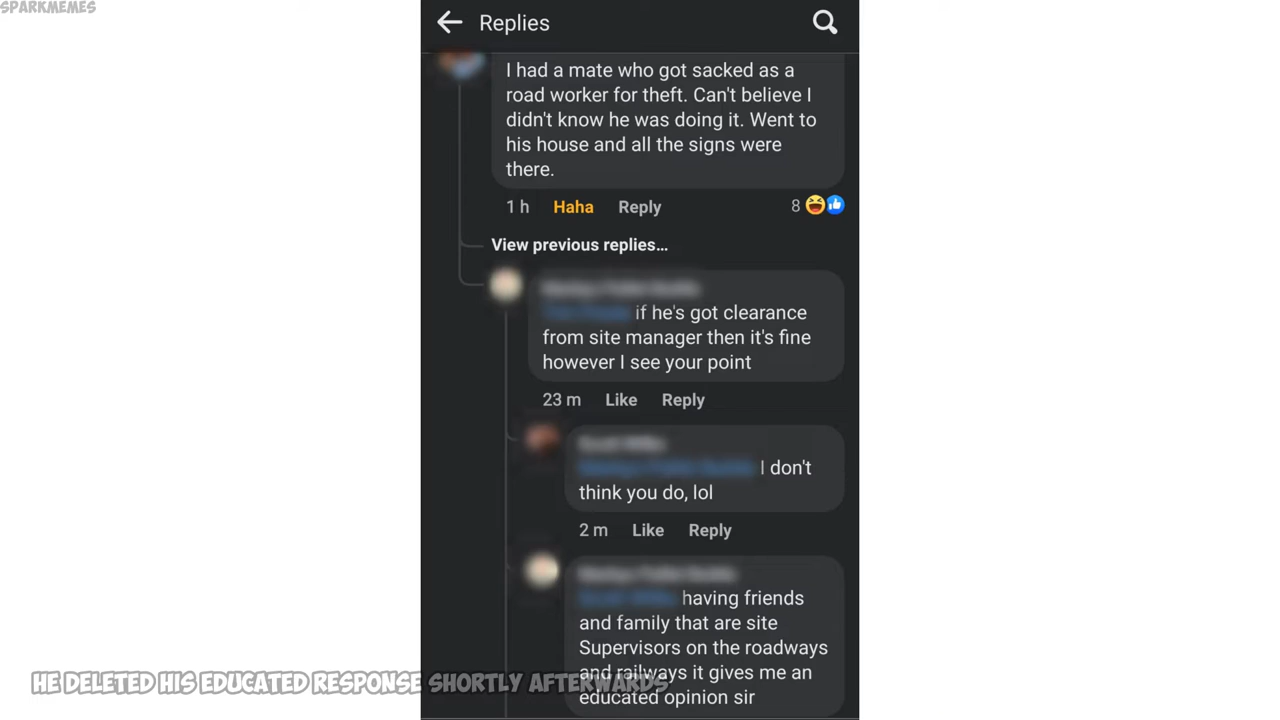 SPARKMEMES
Replies
I had a mate who got sacked as a
road worker for theft. Can't believe I
didn't know he was doing it. Went to
his house and all the signs were
there.
1 h Haha Reply 8
View previous replies...
if he's got clearance
from site manager then it's fine
however I see your point
23 m Like Reply
I don't
think you do, lol
2 m Like Reply
having friends
and family that are site
Supervisors on the roadways
and railways it gives me an
educated opinion sir
HE DELETED HIS EDUCATED RESPONSE SHORTLY AFTERWARDS